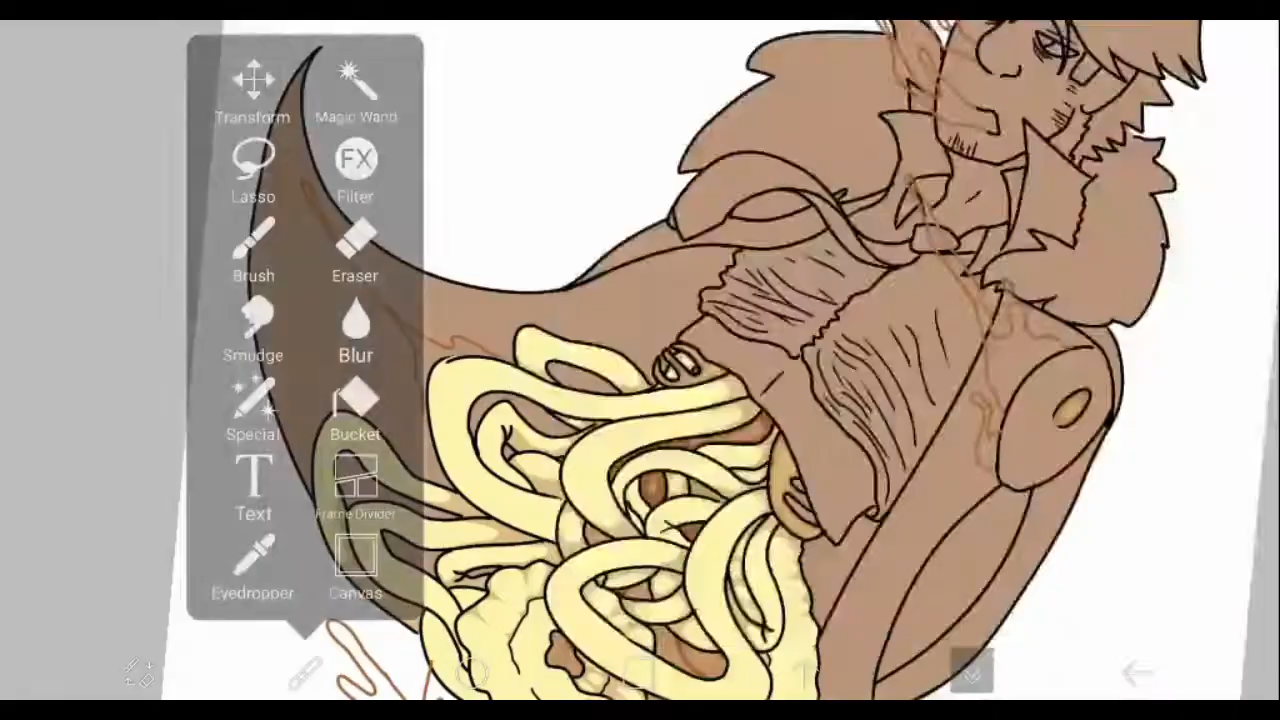 Transform Magic Wand
Lasso Filter
FX
Brush Eraser
Smudge Blur
Special Bucket
Text Frame Divider
T
Eyedropper Canvas